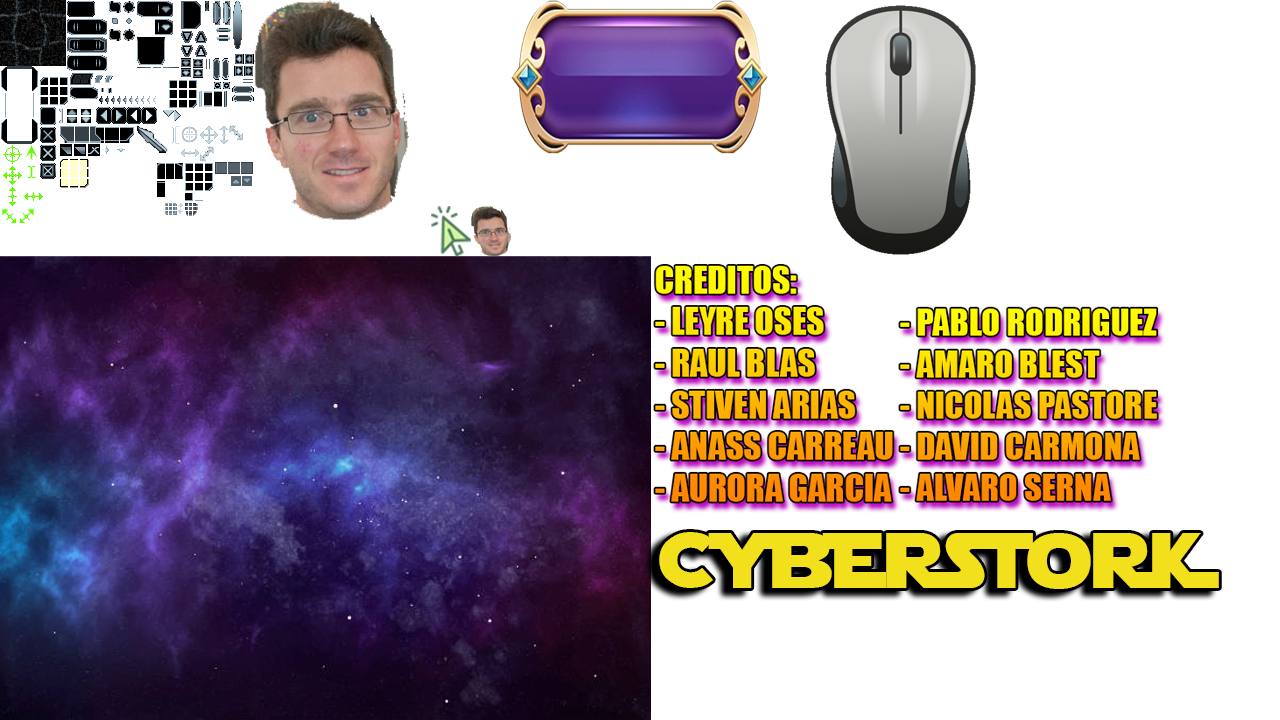 CREDITOS:
- LEYRE OSES
- RAUL BLAS
- STIVEN ARIAS
- ANASS CARREAU
- AURORA GARCIA
- PABLO RODRIGUEZ
- AMARO BLEST
- NICOLAS PASTORE
- DAVID CARMONA
- ALVARO SERNA
CYBERSTORK